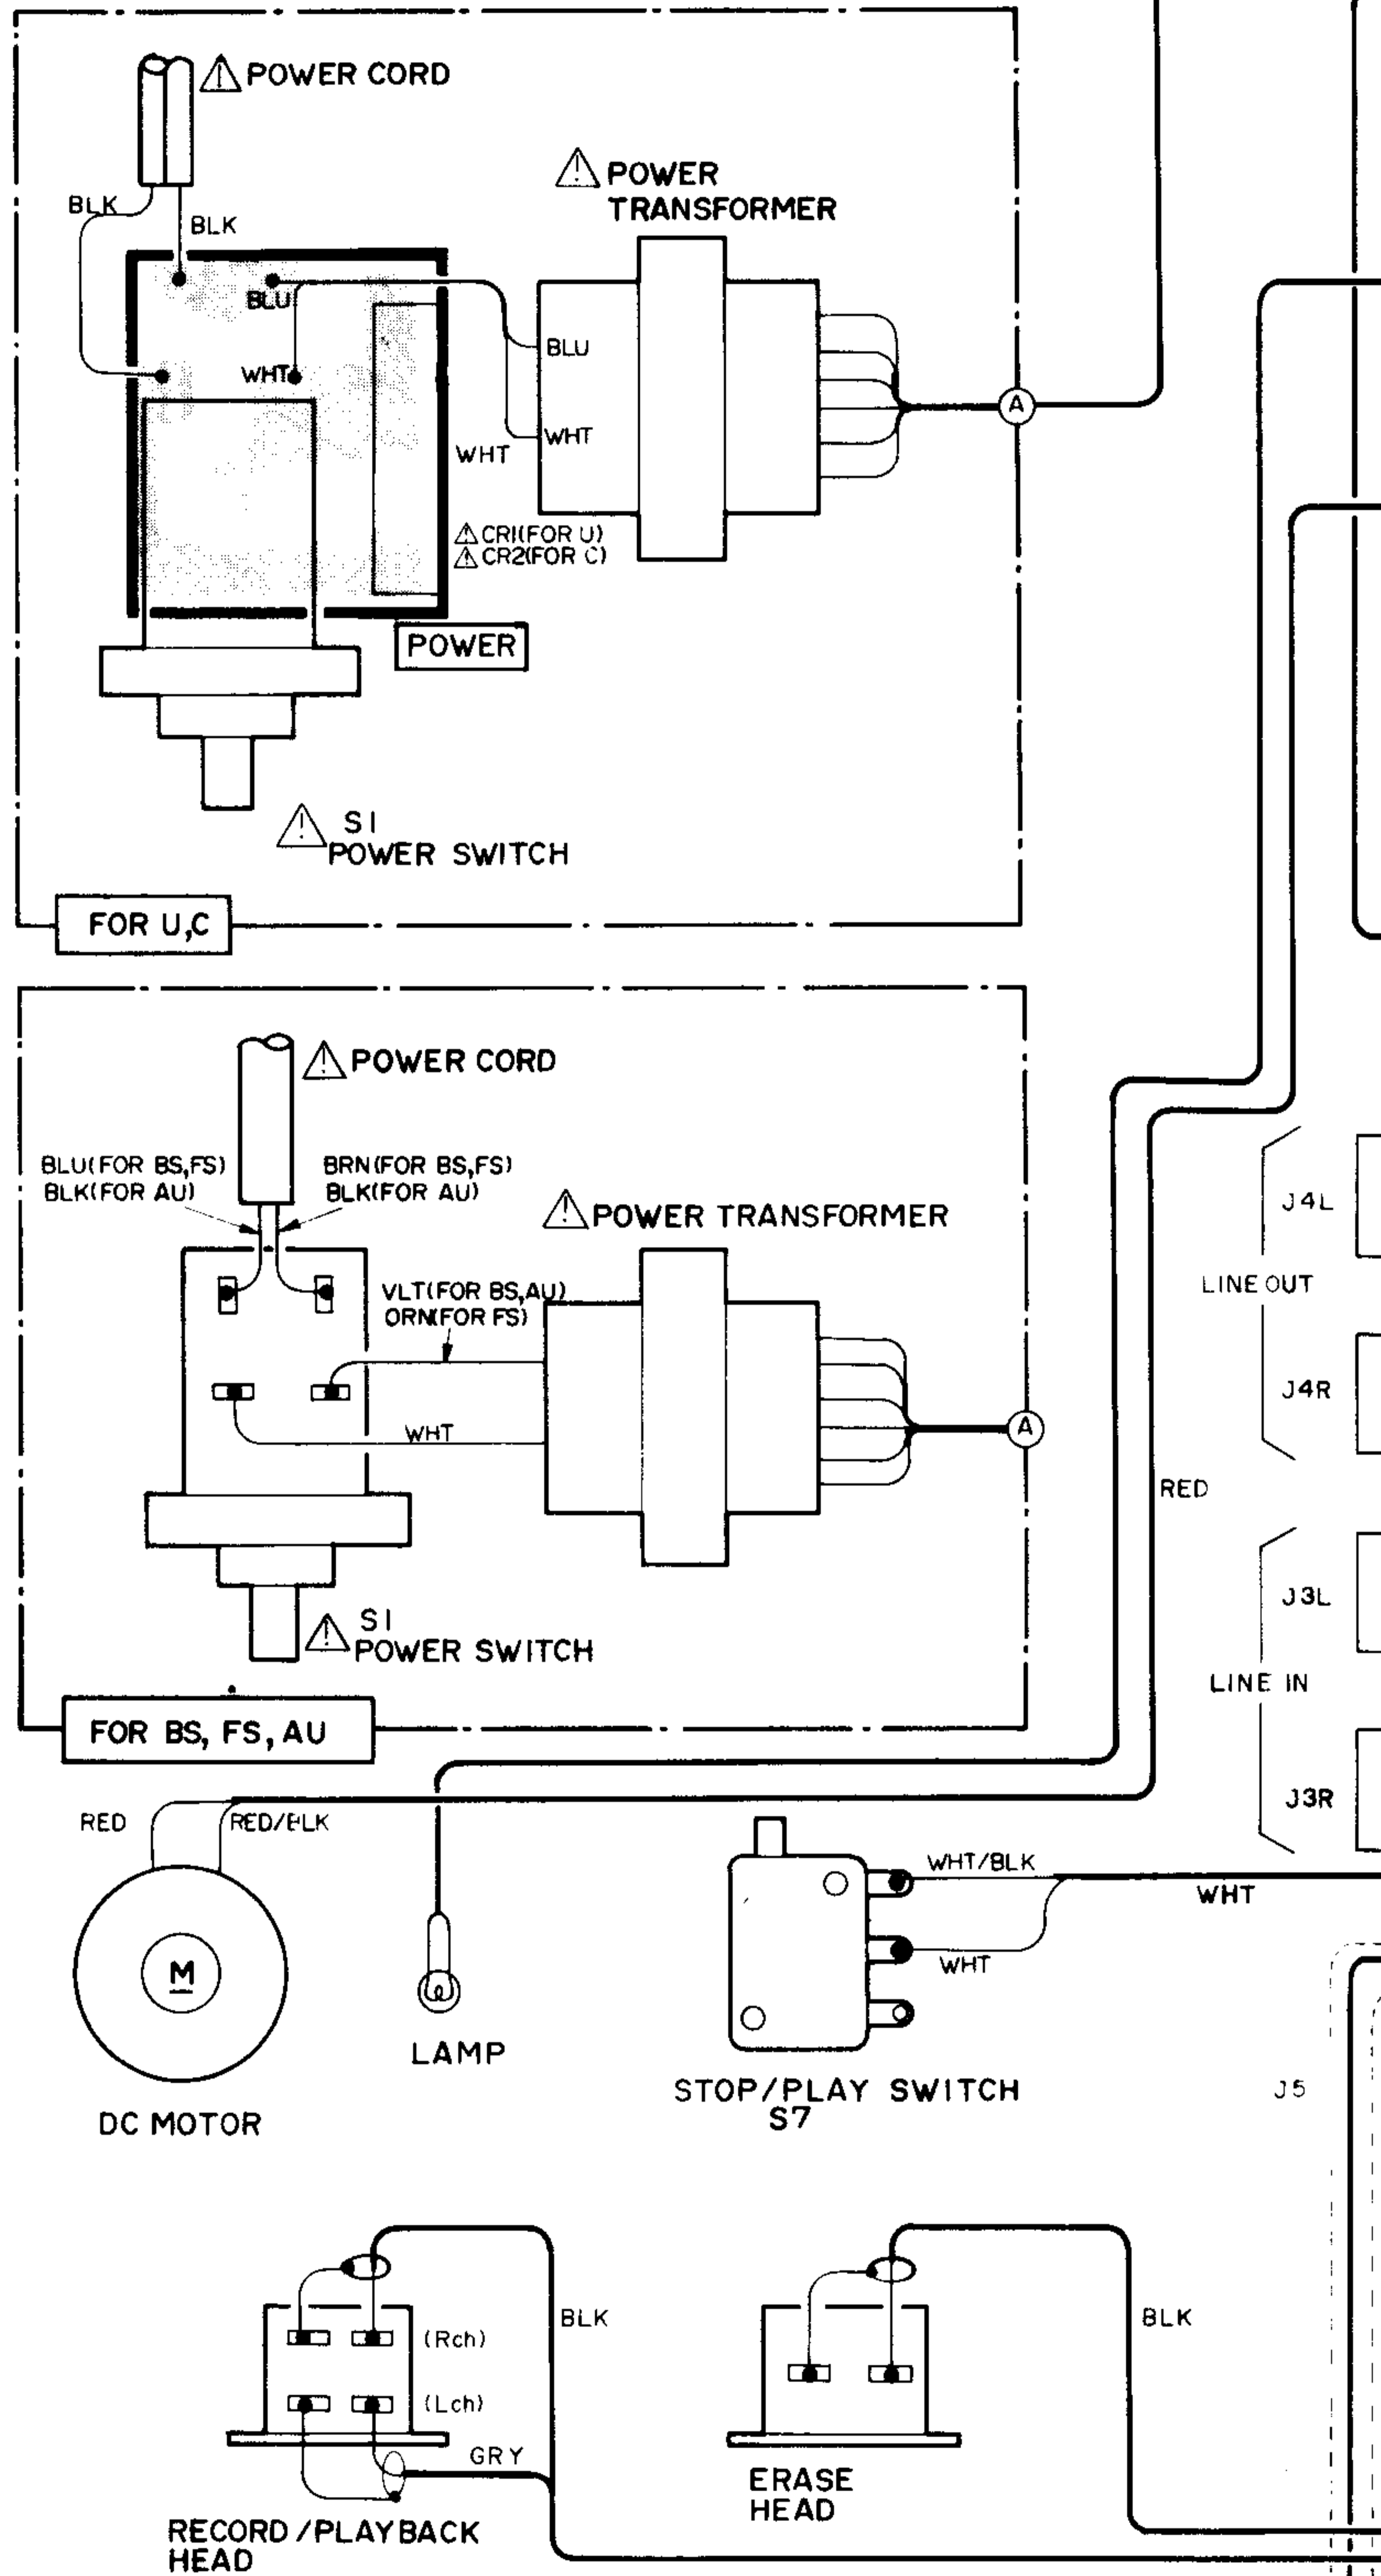 POWER CORD
POWER
TRANSFORMER
BLK
BLK
BLU
BLU
WHT
WHT
WHT
A
CR1(FOR U)
CR2(FOR C)
POWER
S1
POWER SWITCH
FOR U,C
POWER CORD
BLU(FOR BS,FS)
BLK(FOR AU)
BRN(FOR BS,FS)
BLK(FOR AU)
POWER TRANSFORMER
J4L
LINE OUT
VLT(FOR BS,AU)
ORN(FOR FS)
J4R
WHT
A
RED
J3L
S1
POWER SWITCH
LINE IN
FOR BS, FS, AU
J3R
RED
RED/BLK
WHT/BLK
WHT
WHT
M
LAMP
STOP/PLAY SWITCH
S7
J5
DC MOTOR
BLK
BLK
(Rch)
(Lch)
GRY
ERASE
HEAD
RECORD/PLAYBACK
HEAD